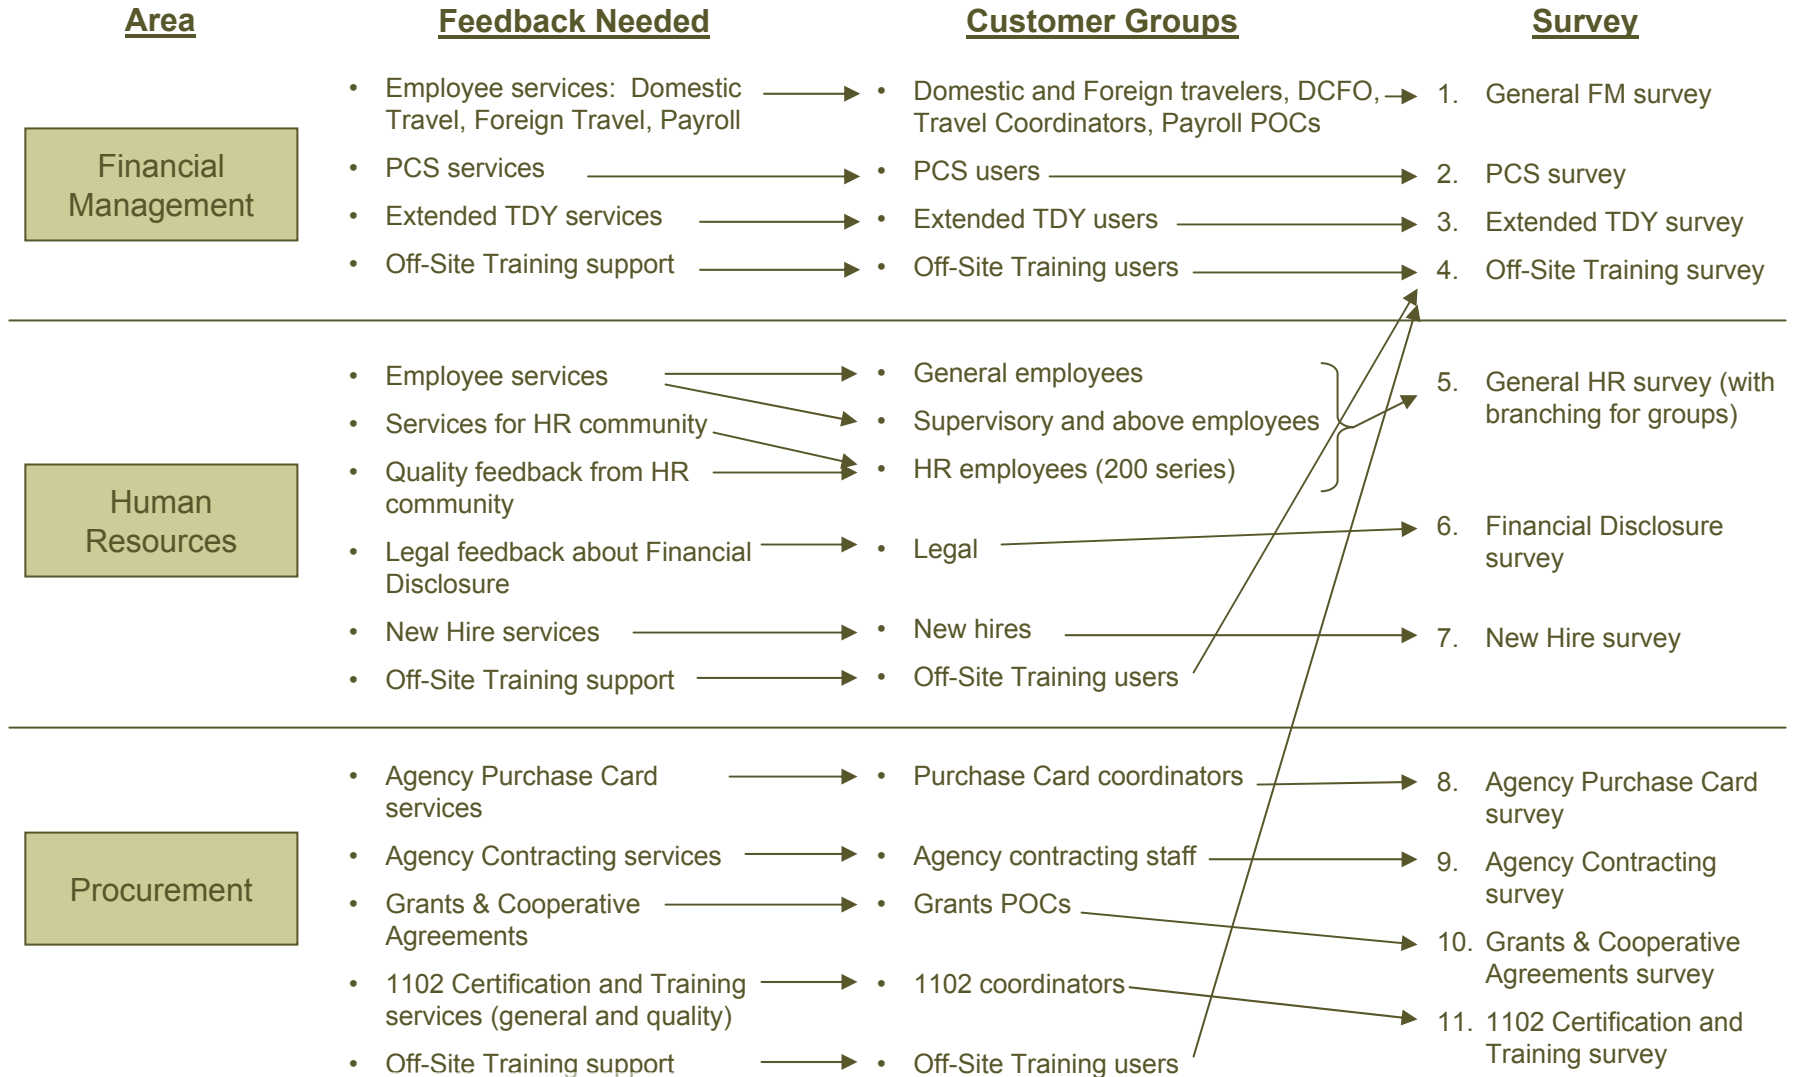 Area Feedback Needed Customer Groups Survey
Financial
Management
• Employee services: Domestic
Travel, Foreign Travel, Payroll
• PCS services
• Extended TDY services
• Off-Site Training support
• Domestic and Foreign travelers, DCFO,
Travel Coordinators, Payroll POCs
• PCS users
• Extended TDY users
• Off-Site Training users
1. General FM survey
2. PCS survey
3. Extended TDY survey
4. Off-Site Training survey
Human
Resources
• Employee services
• Services for HR community
• Quality feedback from HR
community
• Legal feedback about Financial
Disclosure
• New Hire services
• Off-Site Training support
• General employees
• Supervisory and above employees
• HR employees (200 series)
• Legal
• New hires
• Off-Site Training users
5. General HR survey (with
branching for groups)
6. Financial Disclosure
survey
7. New Hire survey
Procurement
• Agency Purchase Card
services
• Agency Contracting services
• Grants & Cooperative
Agreements
• 1102 Certification and Training
services (general and quality)
• Off-Site Training support
• Purchase Card coordinators
• Agency contracting staff
• Grants POCs
• 1102 coordinators
• Off-Site Training users
8. Agency Purchase Card
survey
9. Agency Contracting
survey
10. Grants & Cooperative
Agreements survey
11. 1102 Certification and
Training survey